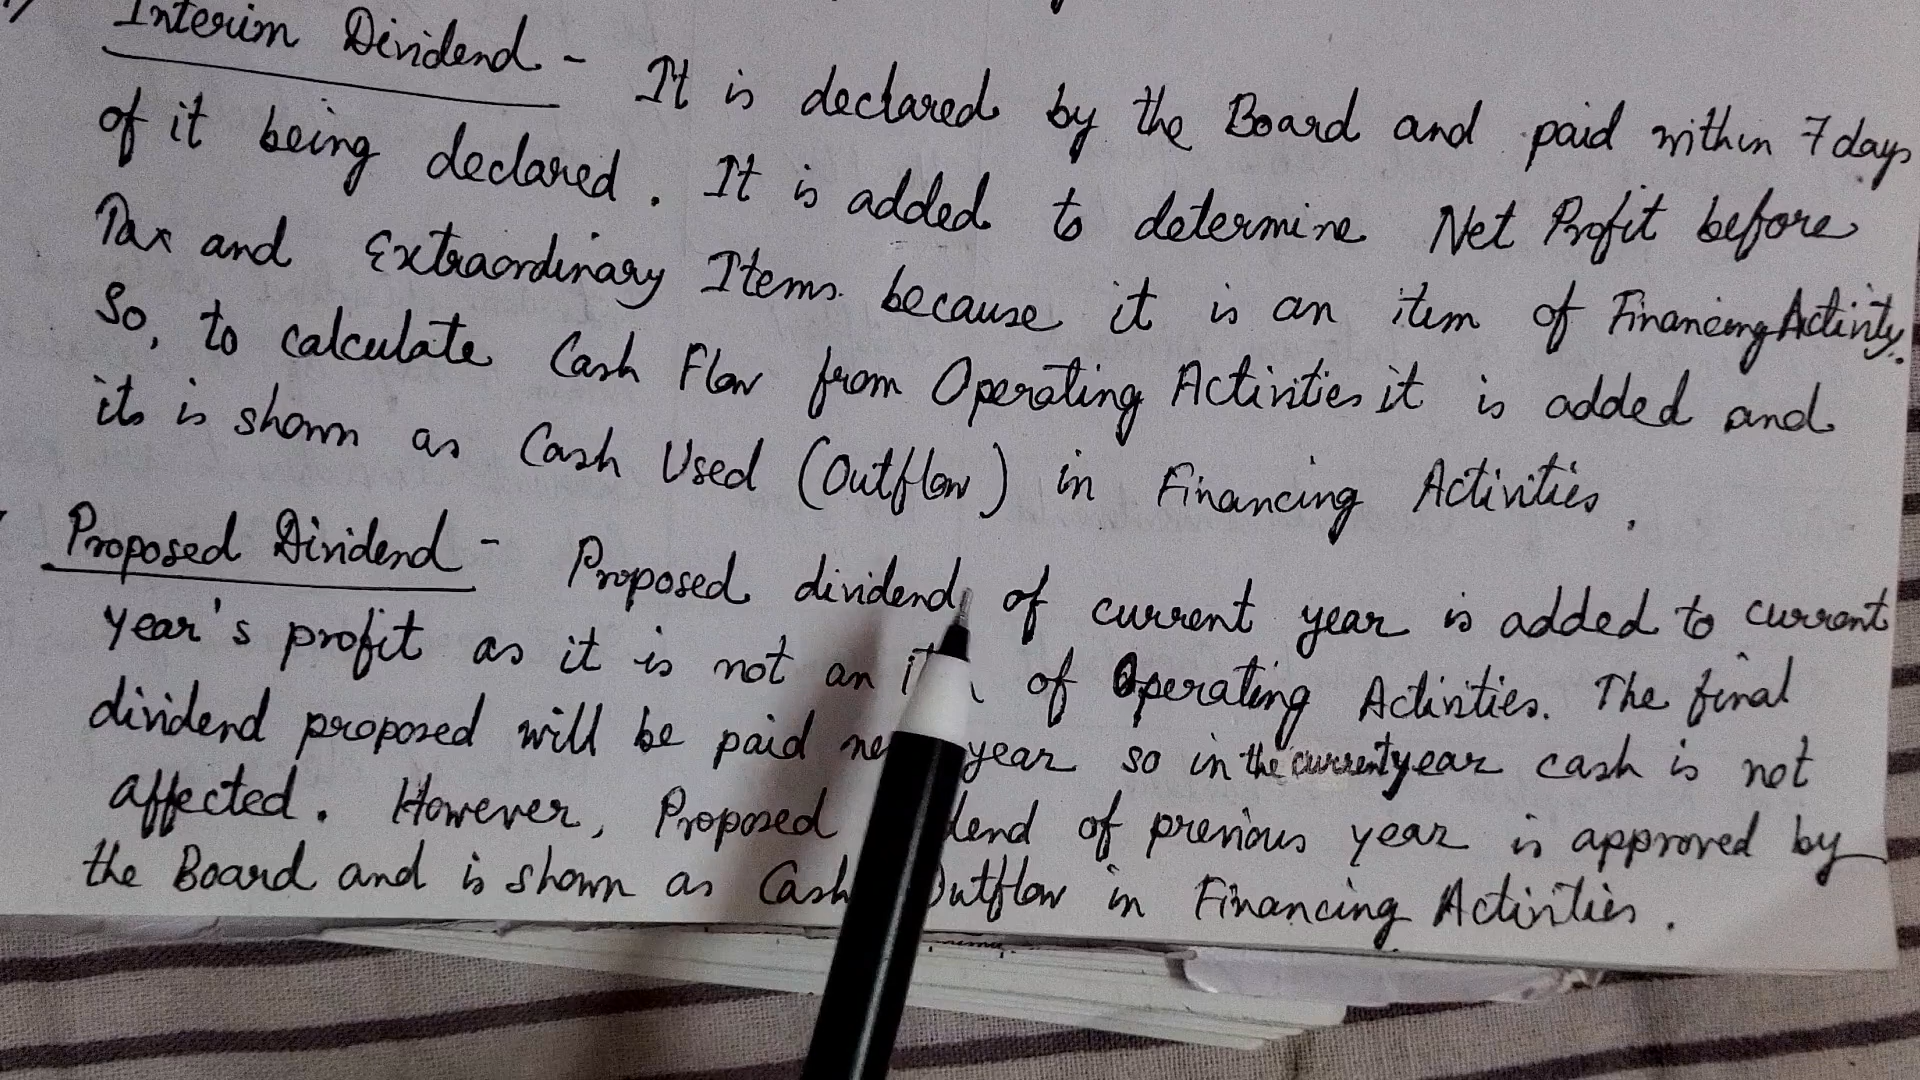 Interim Dividend - It is declared by the Board and paid within 7 days
of it being declared. It is added to determine Net Profit before
Tax and Extraordinary Items because it is an item of Financing Activity.
So, to calculate Cash Flow from Operating Activities it is added and
its is shown as Cash Used (Outflow) in Financing Activities.
Proposed Dividend - Proposed dividend of current year is added to current
year's profit as it is not an of Operating Activities. The final
dividend proposed will be paid year so in the current year cash is not
affected. However, Proposed of previous year is approved by
the Board and is shown as Cash Outflow in Financing Activities.